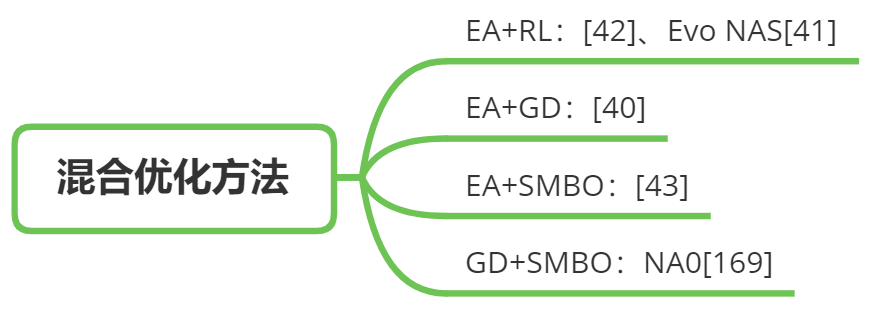 混合优化方法
EA+RL：[42]、Evo NAS[41]
EA+GD：[40]
EA+SMBO：[43]
GD+SMBO：NA0[169]